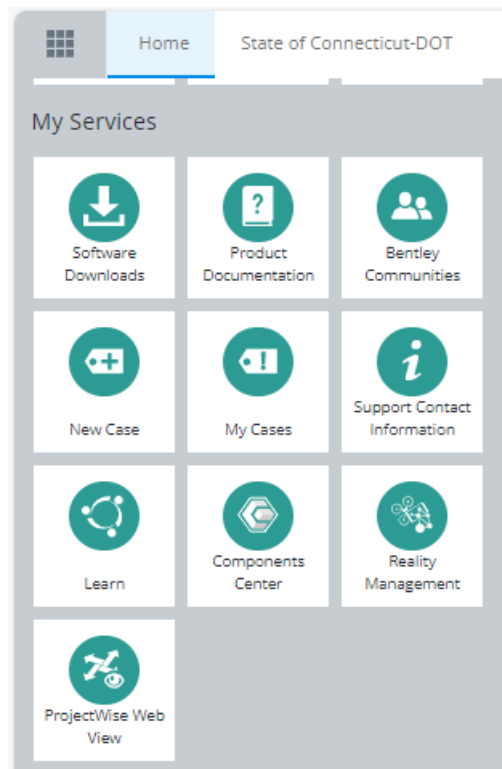 Home State of Connecticut-DOT
My Services
Software
Downloads
Product
Documentation
Bentley
Communities
New Case
My Cases
Support Contact
Information
Learn
Components
Center
Reality
Management
ProjectWise Web
View